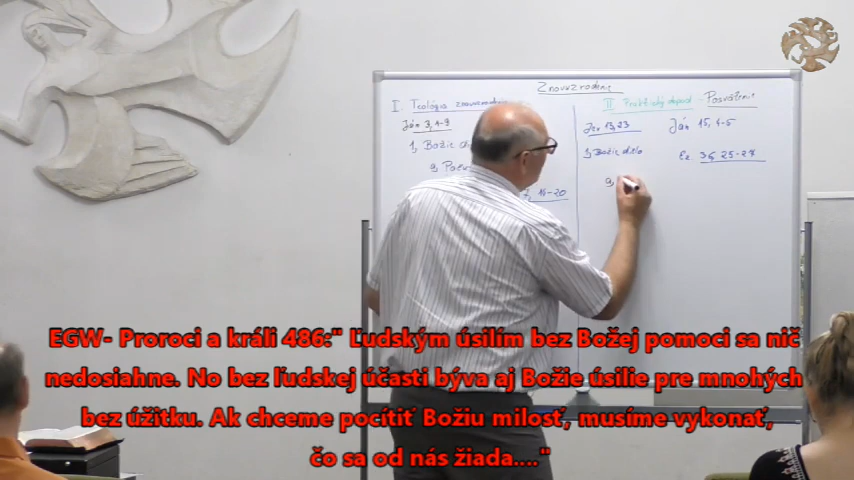 Znovuzrodenie
I. Teológia znovuzrodenia
Ján 3, 1-9
1, Božie
a,
16-20
II Praktický dopad - Posvätenie
Jer 13,23
Ján 15, 4-5
1, Božie dielo
Ez 36 25-27
a,
EGW- Proroci a králi 486:" Ľudským úsilím bez Božej pomoci sa nič
nedosiahne. No bez ľudskej účasti býva aj Božie úsilie pre mnohých
bez úžitku. Ak chceme pocítiť Božiu milosť, musíme vykonať,
čo sa od nás žiada...."